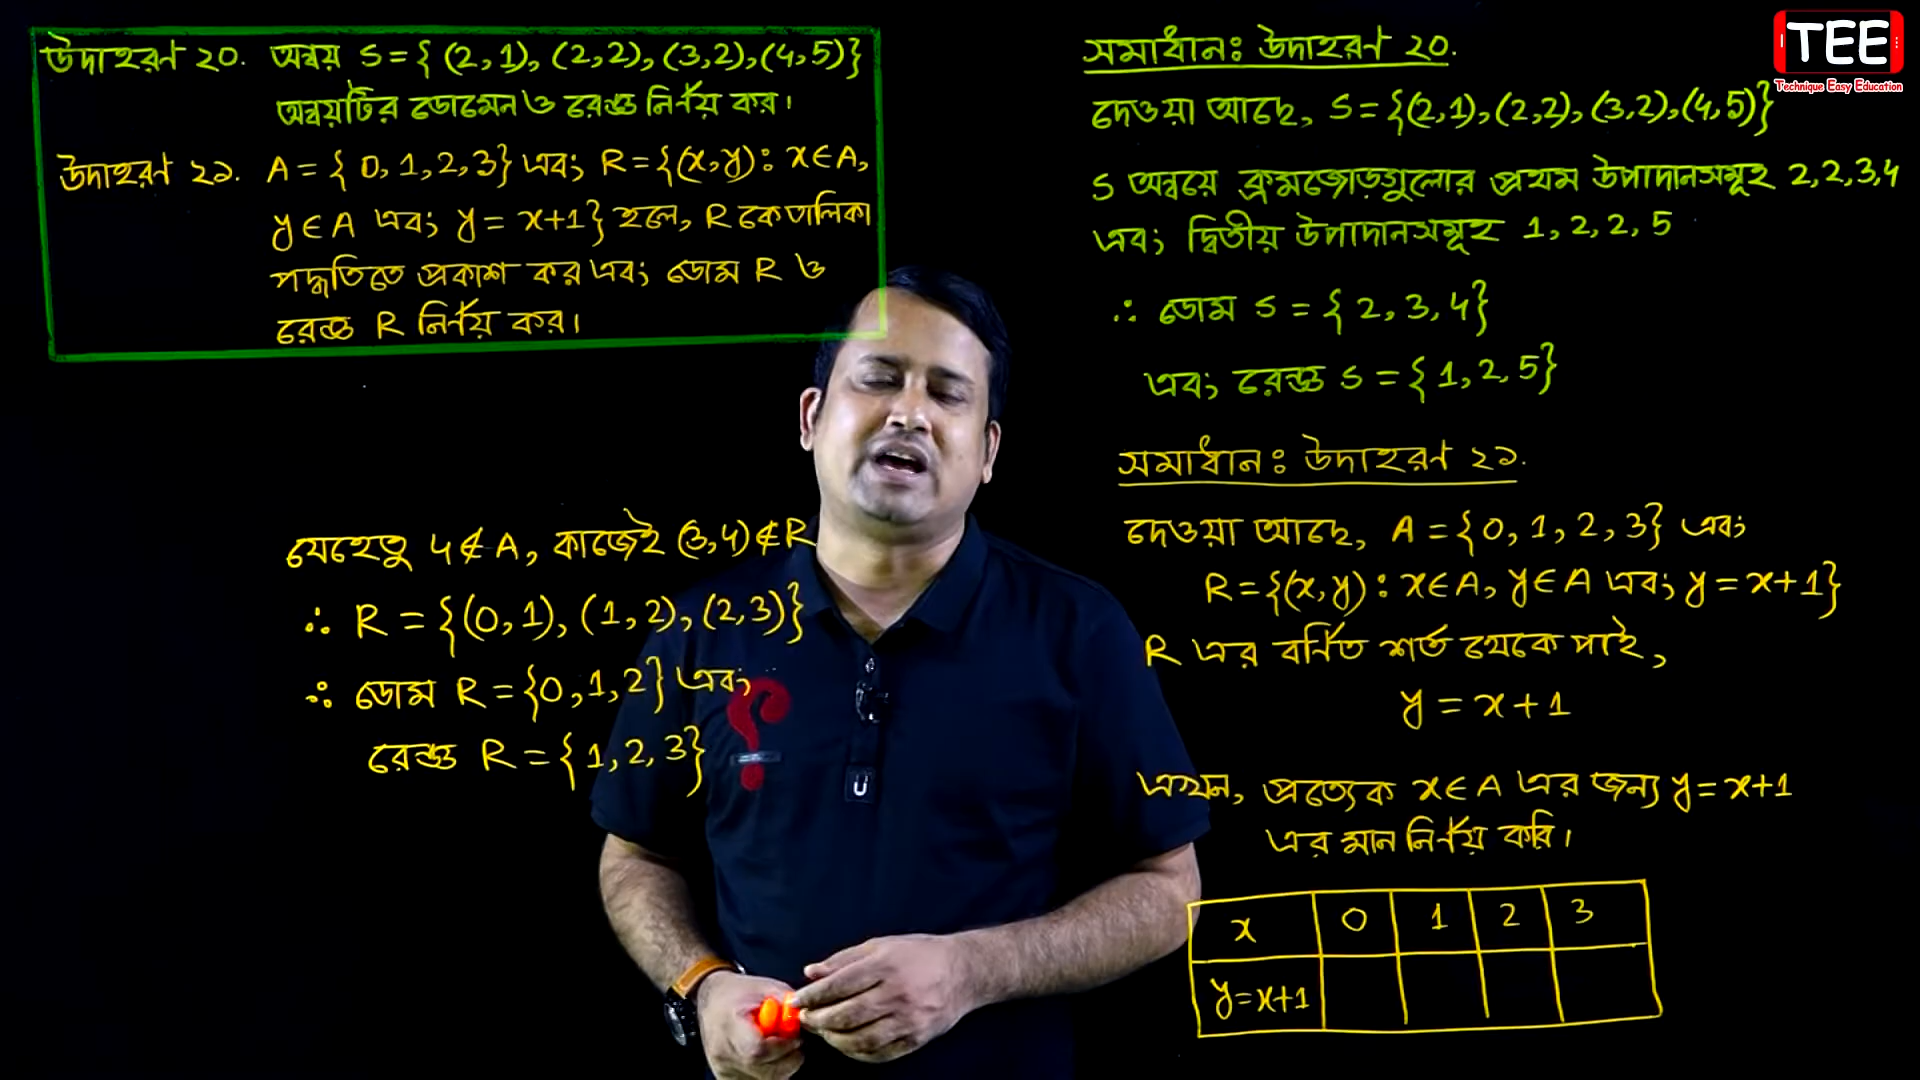 উদাহরণ ২০. অন্বয় S = {(2,1), (2,2), (3,2), (4,5)}
অন্বয়টির ডোমেন ও রেঞ্জ নির্ণয় কর।
উদাহরণ ২১. A = {0, 1, 2, 3} এবং R = {(x, y) : x ∈ A,
y ∈ A এবং y = x+1} হলে, R কে তালিকা
পদ্ধতিতে প্রকাশ কর এবং ডোম R ও
রেঞ্জ R নির্ণয় কর।
যেহেতু 4 ∉ A, কাজেই (3,4) ∉ R
∴ R = {(0,1), (1,2), (2,3)}
∴ ডোম R = {0,1,2} এবং
রেঞ্জ R = {1,2,3}
সমাধানঃ উদাহরণ ২০.
দেওয়া আছে, S = {(2,1), (2,2), (3,2), (4,5)}
S অন্বয়ে ক্রমজোড়গুলোর প্রথম উপাদানসমূহ 2,2,3,4
এবং দ্বিতীয় উপাদানসমূহ 1,2,2,5
∴ ডোম S = {2,3,4}
এবং রেঞ্জ S = {1,2,5}
সমাধানঃ উদাহরণ ২১.
দেওয়া আছে, A = {0, 1, 2, 3} এবং
R = {(x, y) : x ∈ A, y ∈ A এবং y = x+1}
R এর বর্ণিত শর্ত থেকে পাই,
y = x+1
এখন, প্রত্যেক x ∈ A এর জন্য y = x+1
এর মান নির্ণয় করি।
x 0 1 2 3
y=x+1
TEE
Technique Easy Education
U